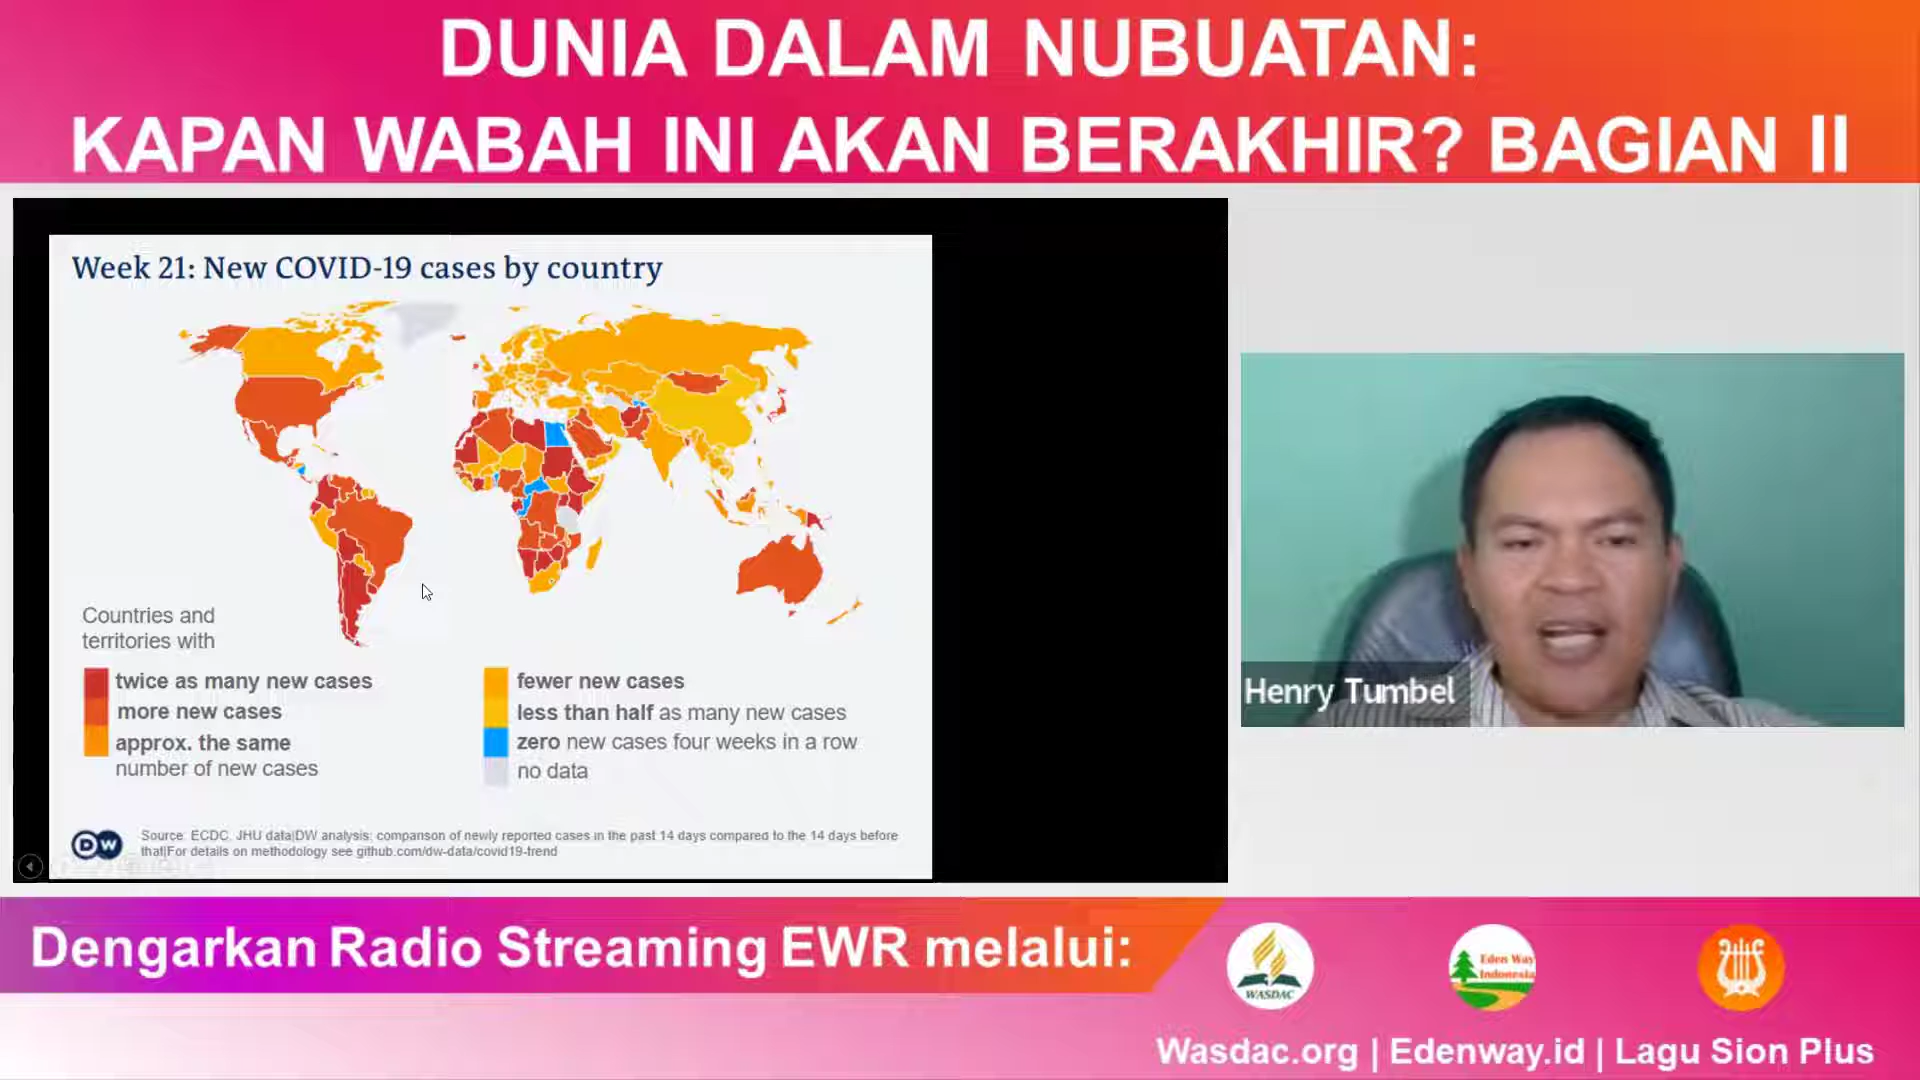 DUNIA DALAM NUBUATAN:
KAPAN WABAH INI AKAN BERAKHIR? BAGIAN II
Week 21: New COVID-19 cases by country
Countries and
territories with
twice as many new cases
more new cases
approx. the same
number of new cases
fewer new cases
less than half as many new cases
zero new cases four weeks in a row
no data
DW
Source: ECDC, JHU data|DW analysis: comparison of newly reported cases in the past 14 days compared to the 14 days before
that|For details on methodology see github.com/dw-data/covid19-trend
Henry Tumbel
Dengarkan Radio Streaming EWR melalui:
WASDAC
Eden Way
Indonesia
Wasdac.org | Edenway.id | Lagu Sion Plus